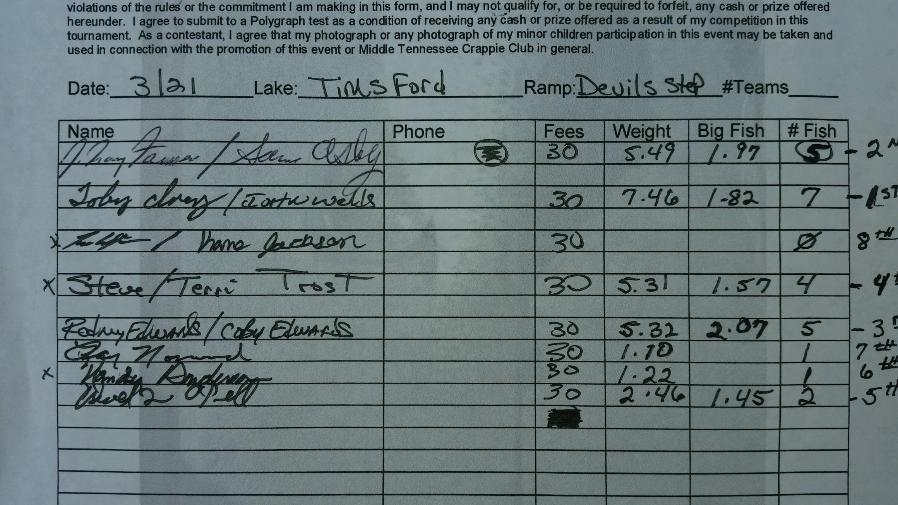 violations of the rules or the commitment I am making in this form, and I may not qualify for, or be required to forfeit, any cash or prize offered
hereunder. I agree to submit to a Polygraph test as a condition of receiving any cash or prize offered as a result of my competition in this
tournament. As a contestant, I agree that my photograph or any photograph of my minor children participation in this event may be taken and
used in connection with the promotion of this event or Middle Tennessee Crappie Club in general.
Date: 3/21 Lake: Tims Ford Ramp: Devils Step #Teams
Name Phone Fees Weight Big Fish # Fish
/ 30 5.49 1.97 5 - 2
Toby / 30 7.46 1.82 7 - 1ST
x / Jackson 30 Ø 8th
x Steve/Terri Trost 30 5.31 1.57 4 - 4
Rodney Edwards/Coby Edwards 30 5.32 2.07 5 - 3
30 1.10 1 7th
x Anderson 30 1.22 1 6th
30 2.46 1.45 2 - 5th